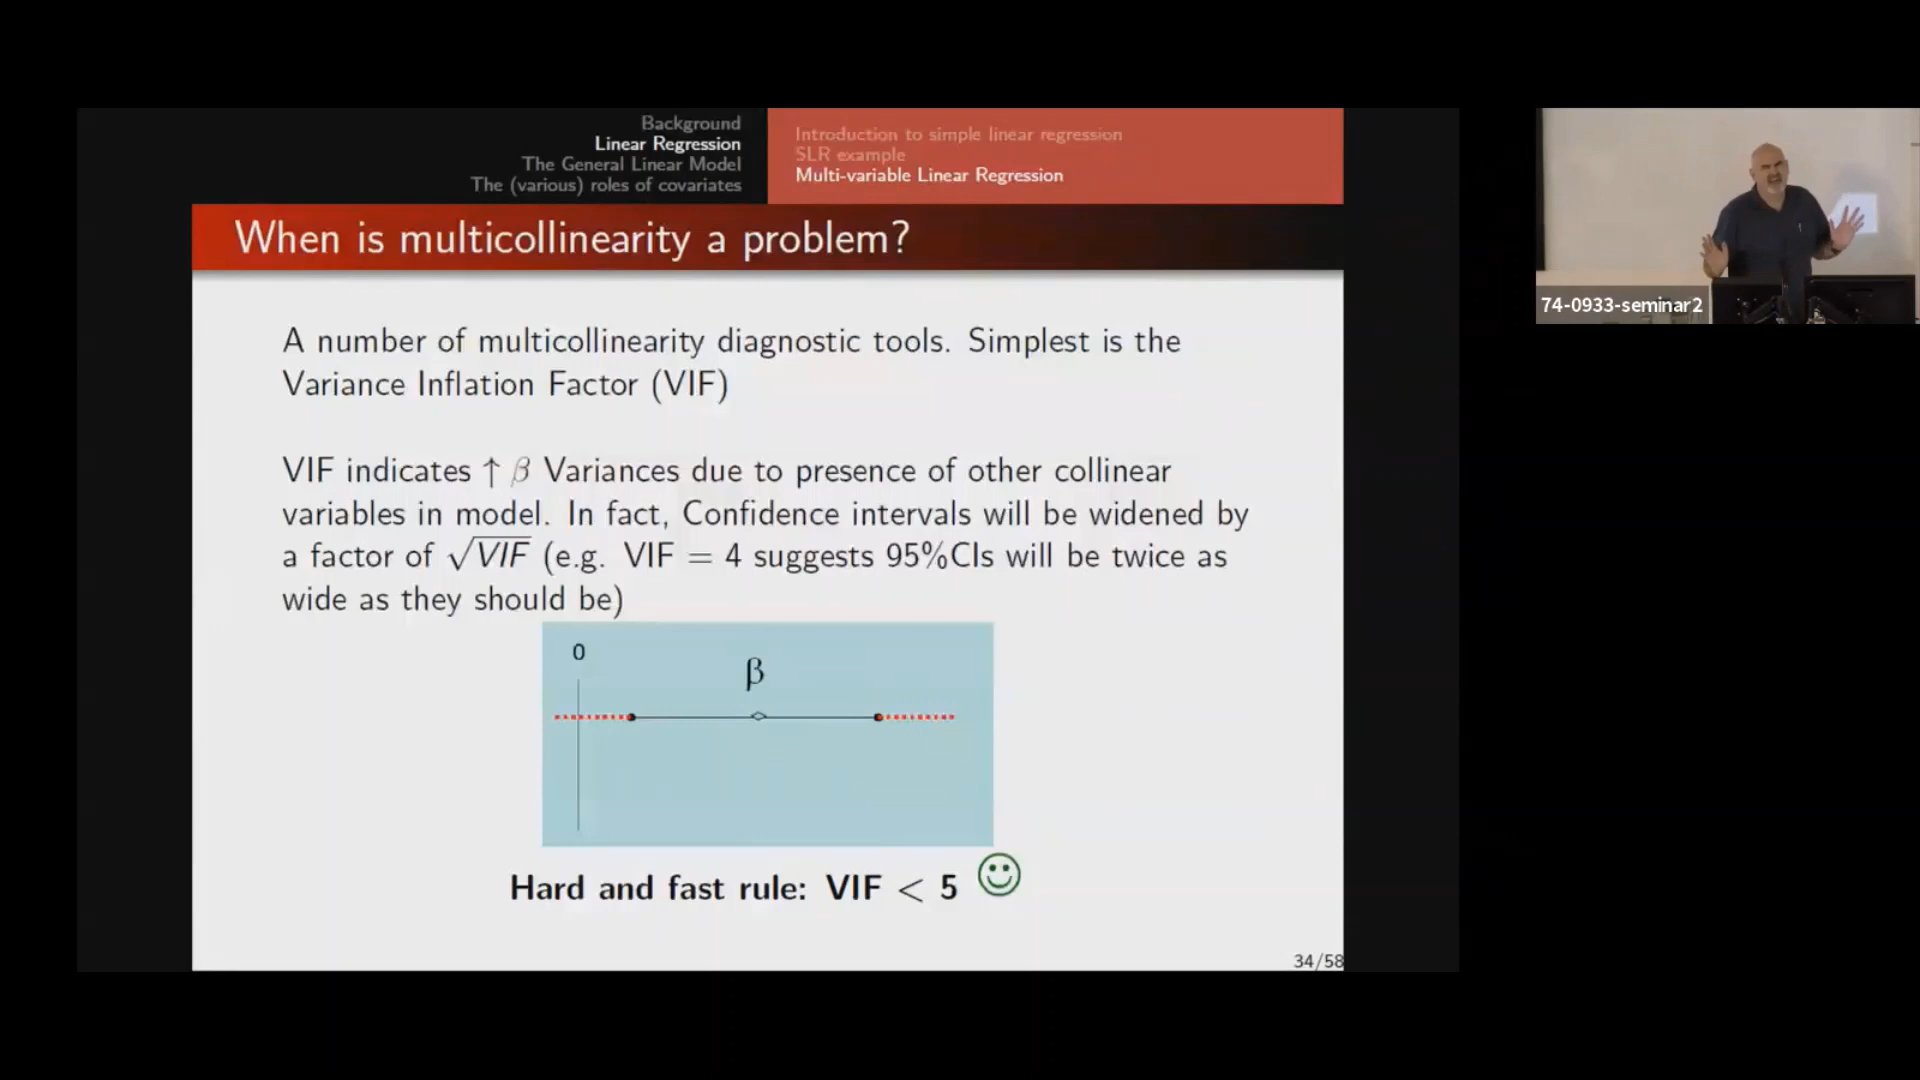 Background
Linear Regression
The General Linear Model
The (various) roles of covariates
Introduction to simple linear regression
SLR example
Multi-variable Linear Regression
When is multicollinearity a problem?
A number of multicollinearity diagnostic tools. Simplest is the
Variance Inflation Factor (VIF)
VIF indicates ↑ β Variances due to presence of other collinear
variables in model. In fact, Confidence intervals will be widened by
a factor of √VIF (e.g. VIF = 4 suggests 95%CIs will be twice as
wide as they should be)
0
β
Hard and fast rule: VIF < 5
34/58
74-0933-seminar2